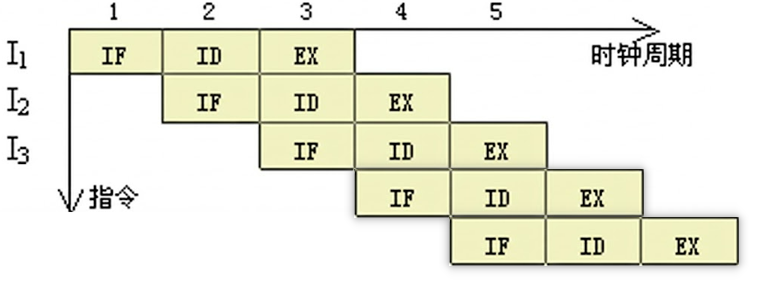 1 2 3 4 5
时钟周期
I₁ IF ID EX
I₂ IF ID EX
I₃ IF ID EX
指令 IF ID EX
IF ID EX